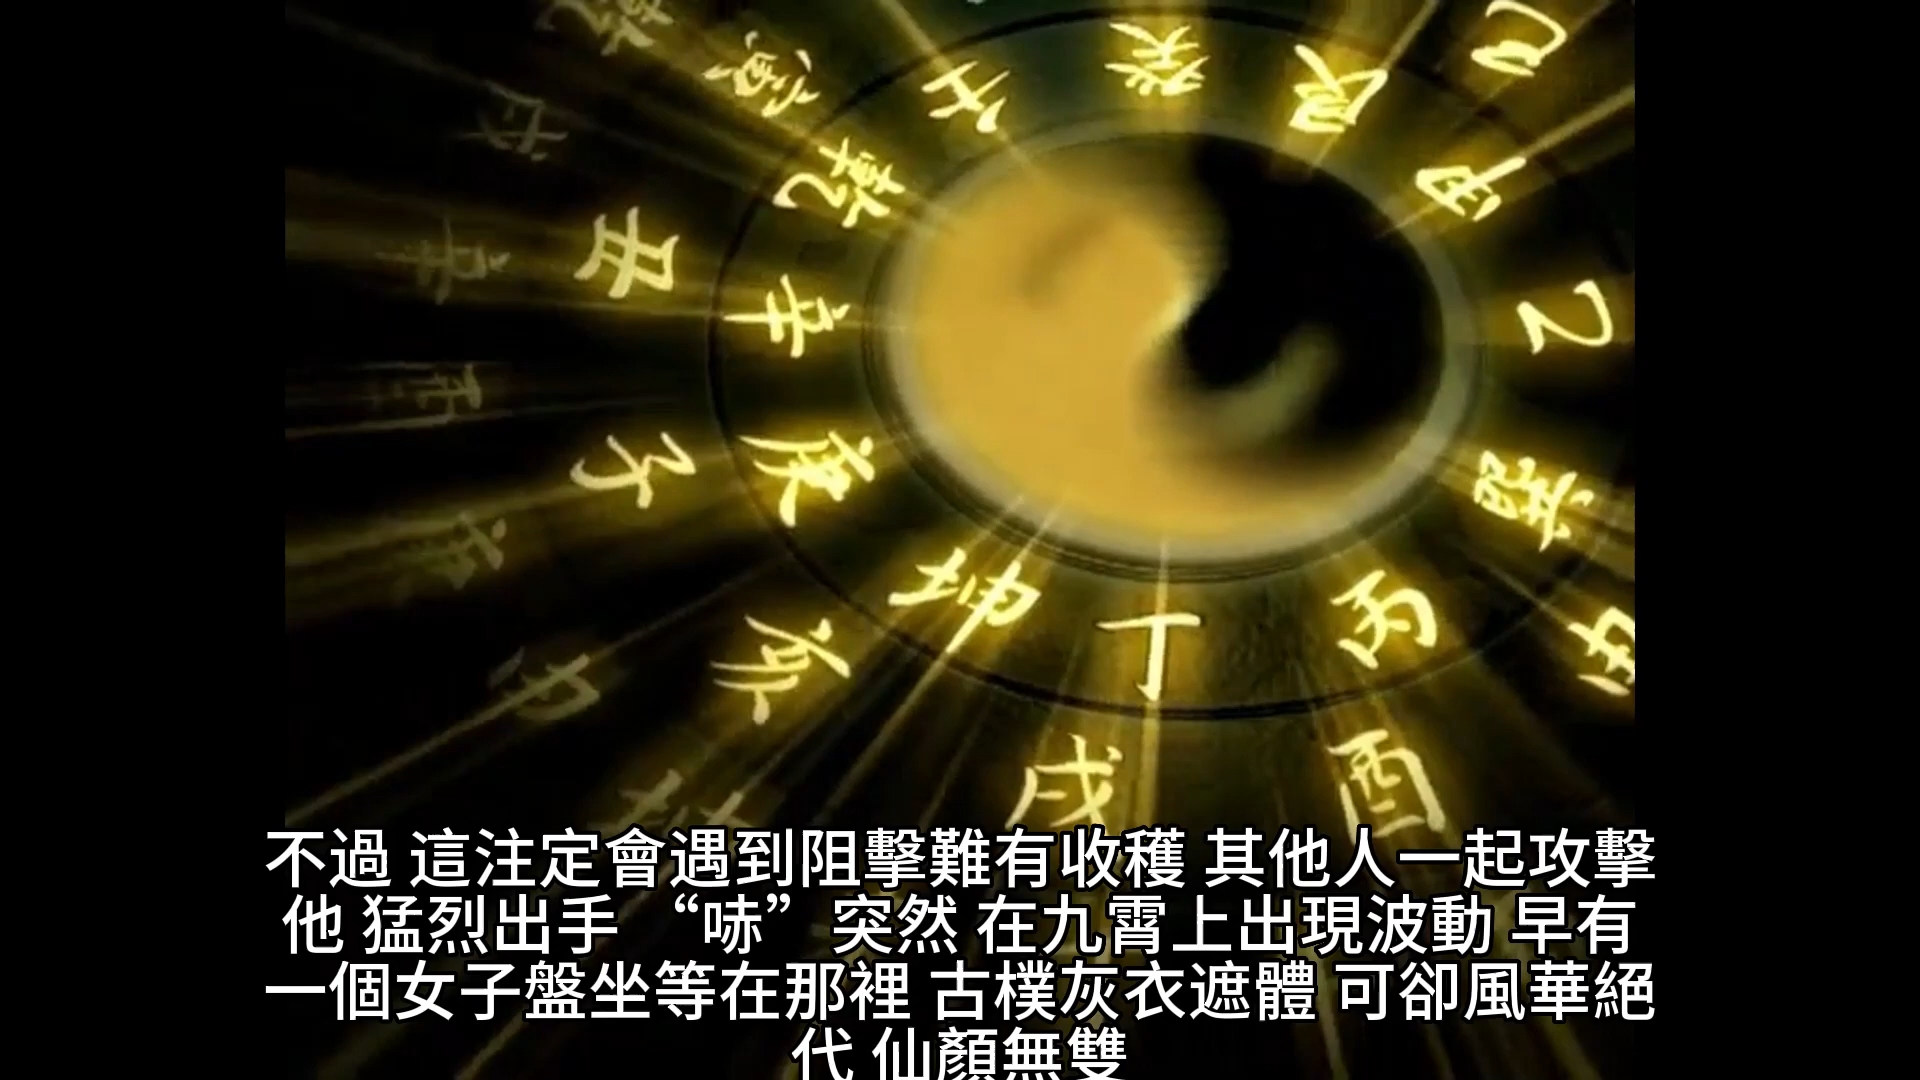 癸
艮
巳
壬
甲
乾
乙
丑
辛
子
庚
坤
丁
丙
亥
戌
酉
不過 這注定會遇到阻擊難有收穫 其他人一起攻擊
他 猛烈出手 “哧” 突然 在九霄上出現波動 早有
一個女子盤坐等在那裡 古樸灰衣遮體 可卻風華絕
代 仙顏無雙